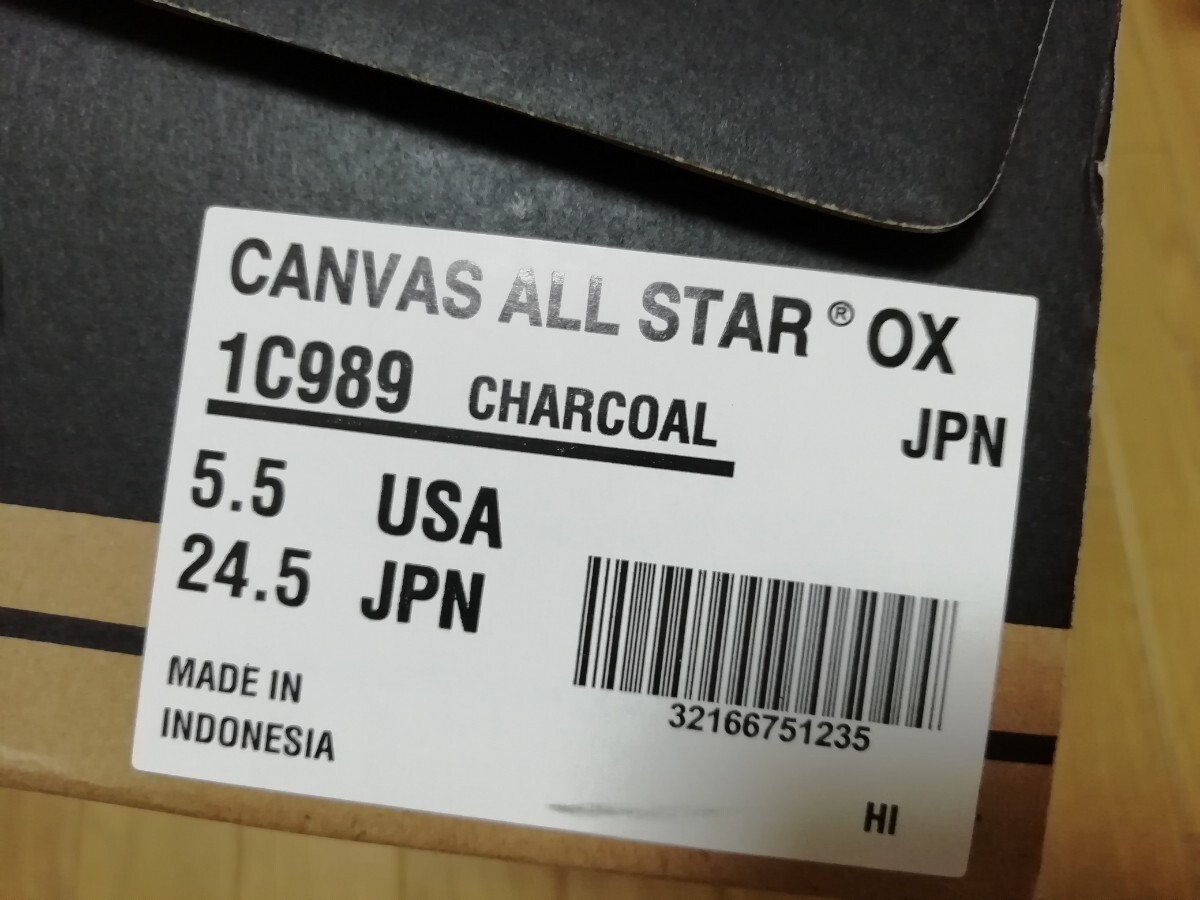 CANVAS ALL STAR® OX
1C989 CHARCOAL JPN
5.5 USA
24.5 JPN
MADE IN
INDONESIA
32166751235
HI